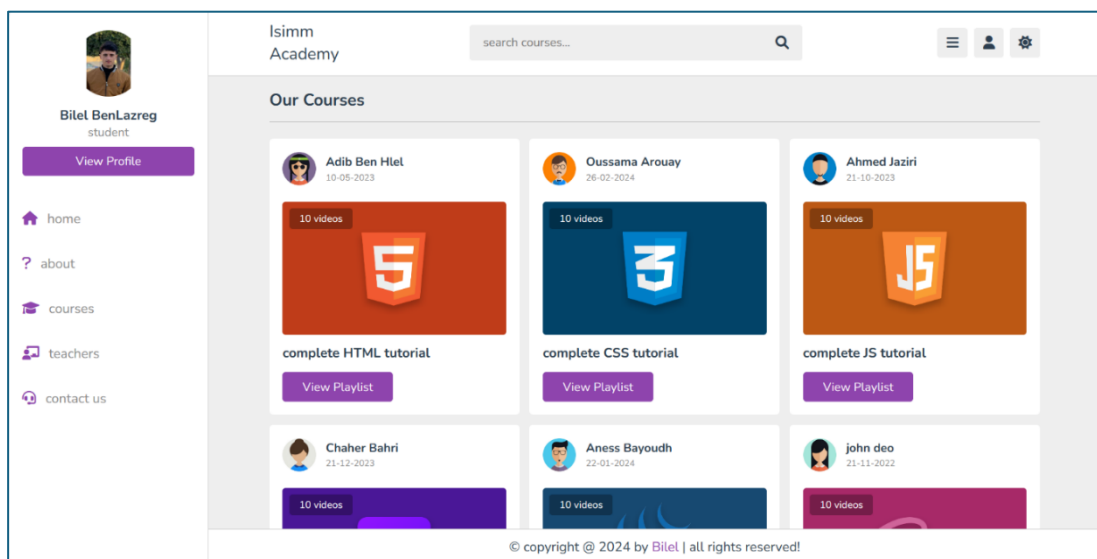 Bilel BenLazreg
student
View Profile
home
? about
courses
teachers
contact us
Isimm
Academy
search courses...
Our Courses
Adib Ben Hlel
10-05-2023
10 videos
5
complete HTML tutorial
View Playlist
Oussama Arouay
26-02-2024
10 videos
3
complete CSS tutorial
View Playlist
Ahmed Jaziri
21-10-2023
10 videos
JS
complete JS tutorial
View Playlist
Chaher Bahri
21-12-2023
10 videos
Aness Bayoudh
22-01-2024
10 videos
john deo
21-11-2022
10 videos
© copyright @ 2024 by Bilel | all rights reserved!